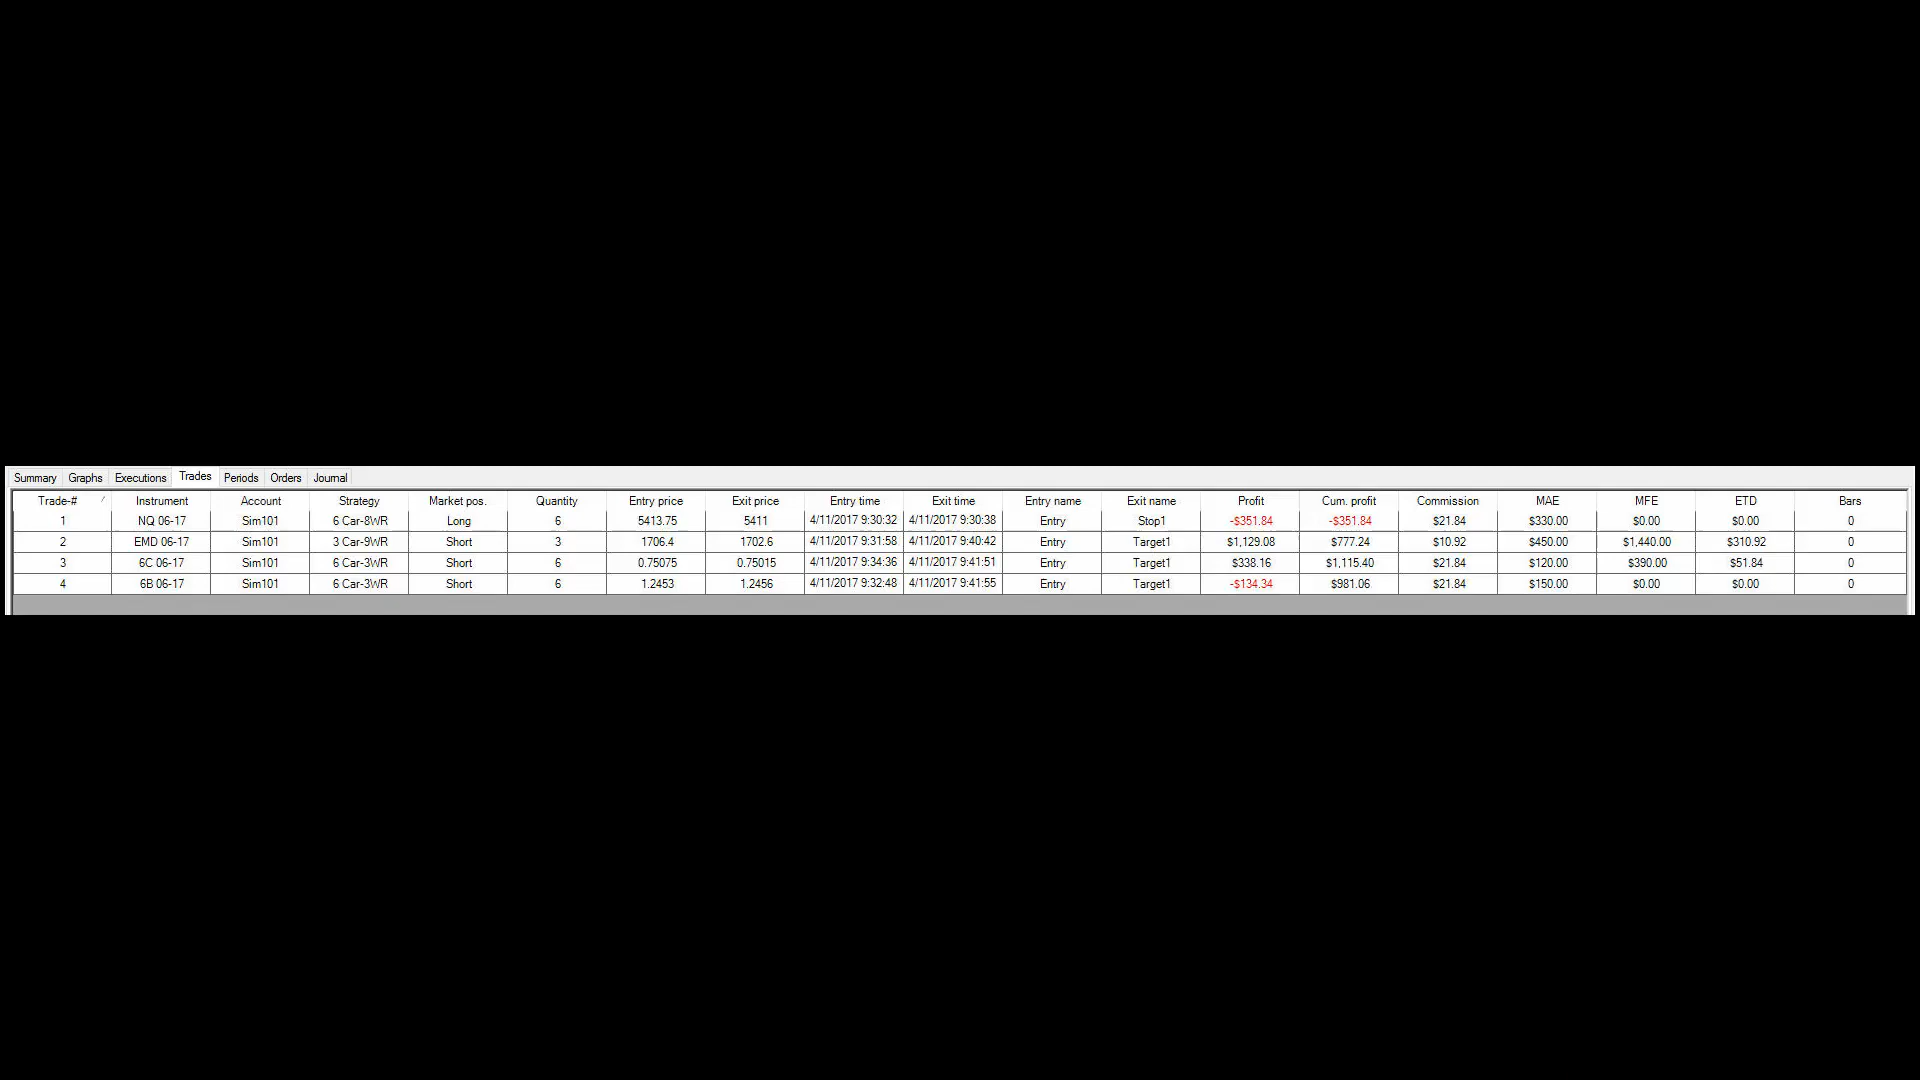 Summary Graphs Executions Trades Periods Orders Journal
Trade-# Instrument Account Strategy Market pos. Quantity Entry price Exit price Entry time Exit time Entry name Exit name Profit Cum. profit Commission MAE MFE ETD Bars
1 NQ 06-17 Sim101 6 Car-8WR Long 6 5413.75 5411 4/11/2017 9:30:32 4/11/2017 9:30:38 Entry Stop1 -$351.84 -$351.84 $21.84 $330.00 $0.00 $0.00 0
2 EMD 06-17 Sim101 3 Car-9WR Short 3 1706.4 1702.6 4/11/2017 9:31:58 4/11/2017 9:40:42 Entry Target1 $1,129.08 $777.24 $10.92 $450.00 $1,440.00 $310.92 0
3 6C 06-17 Sim101 6 Car-3WR Short 6 0.75075 0.75015 4/11/2017 9:34:36 4/11/2017 9:41:51 Entry Target1 $338.16 $1,115.40 $21.84 $120.00 $390.00 $51.84 0
4 6B 06-17 Sim101 6 Car-3WR Short 6 1.2453 1.2456 4/11/2017 9:32:48 4/11/2017 9:41:55 Entry Target1 -$134.34 $981.06 $21.84 $150.00 $0.00 $0.00 0